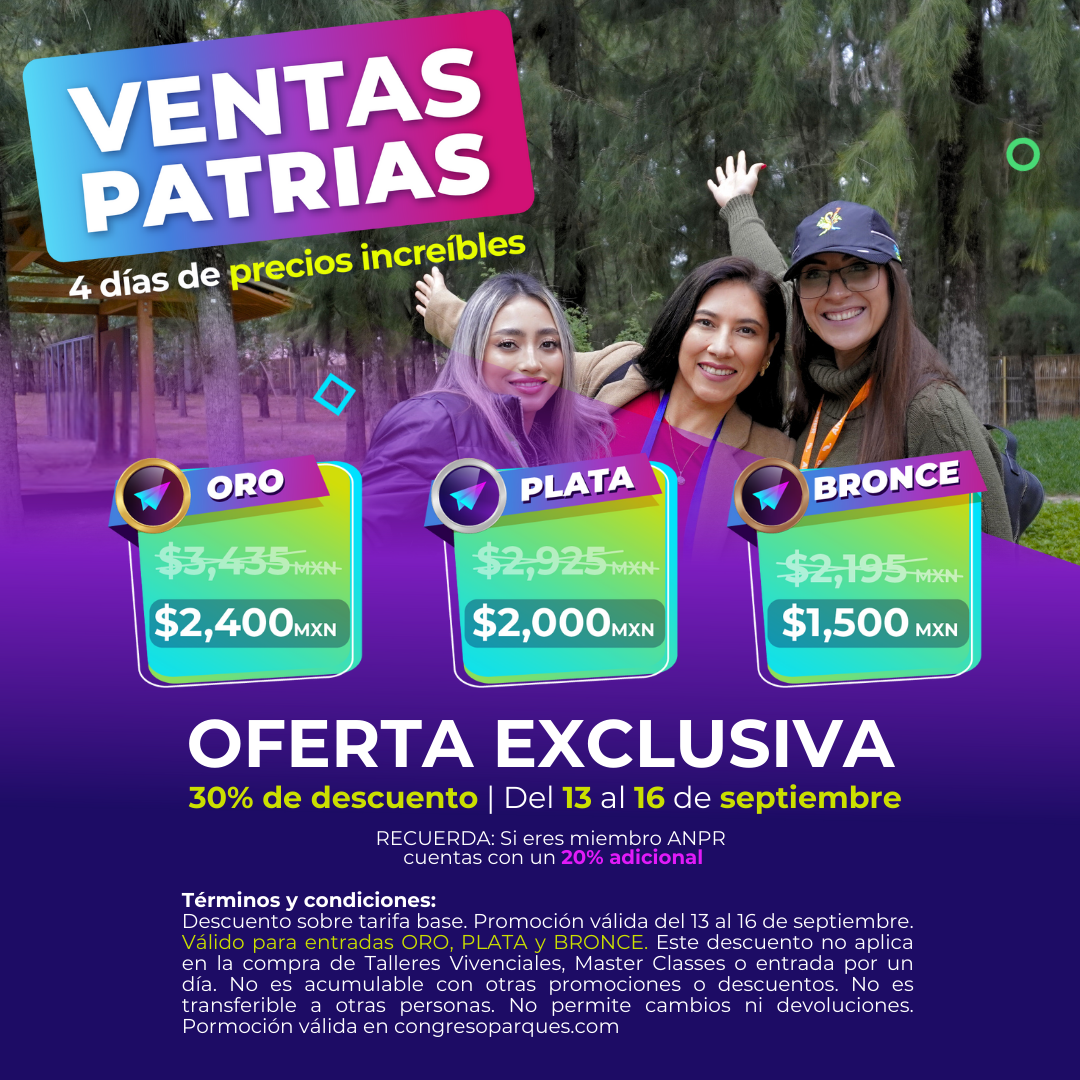 VENTAS
PATRIAS
4 días de precios increíbles
ORO
$3,435 MXN
$2,400MXN
PLATA
$2,925 MXN
$2,000MXN
BRONCE
$2,195 MXN
$1,500 MXN
OFERTA EXCLUSIVA
30% de descuento | Del 13 al 16 de septiembre
RECUERDA: Si eres miembro ANPR
cuentas con un 20% adicional
Términos y condiciones:
Descuento sobre tarifa base. Promoción válida del 13 al 16 de septiembre.
Válido para entradas ORO, PLATA y BRONCE. Este descuento no aplica
en la compra de Talleres Vivenciales, Master Classes o entrada por un
día. No es acumulable con otras promociones o descuentos. No es
transferible a otras personas. No permite cambios ni devoluciones.
Pormoción válida en congresoparques.com